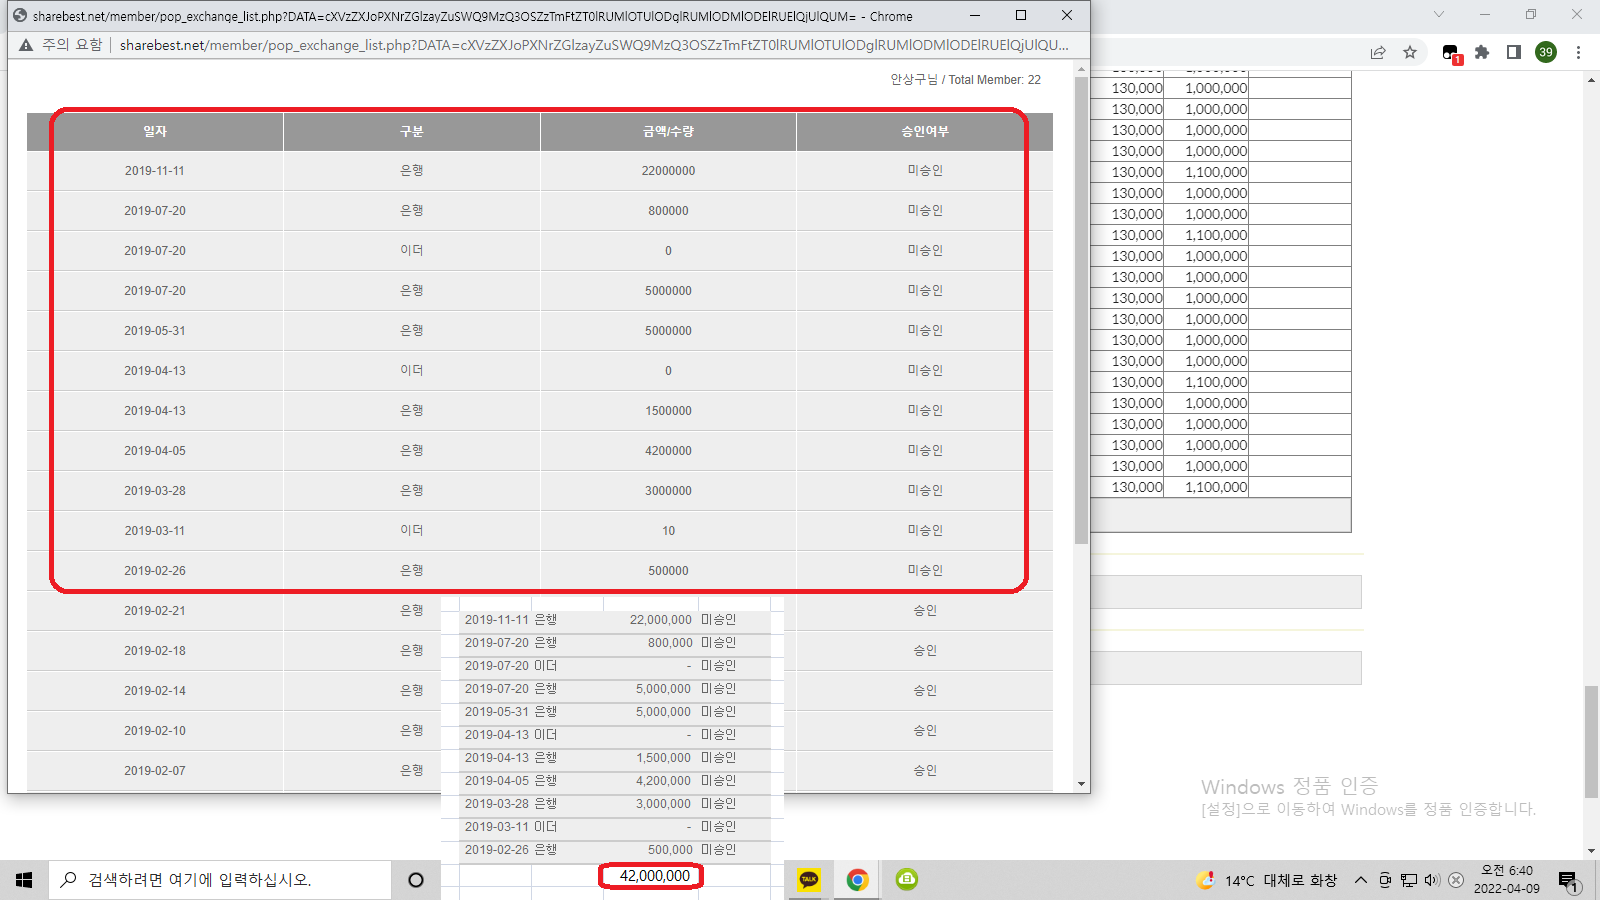 sharebest.net/member/pop_exchange_list.php?DATA=cXVzZXJoPXNrZGlzayZuSWQ9MzQ3OSZzTmFtZT0lRUMlOTUlODglRUMlODMlODElRUElQjUlQUM= - Chrome
주의 요함 sharebest.net/member/pop_exchange_list.php?DATA=cXVzZXJoPXNrZGlzayZuSWQ9MzQ3OSZzTmFtZT0lRUMlOTUlODglRUMlODMlODElRUElQjUlQU...
1 39
안상구님 / Total Member: 22
일자 구분 금액/수량 승인여부
2019-11-11 은행 22000000 미승인
2019-07-20 은행 800000 미승인
2019-07-20 이더 0 미승인
2019-07-20 은행 5000000 미승인
2019-05-31 은행 5000000 미승인
2019-04-13 이더 0 미승인
2019-04-13 은행 1500000 미승인
2019-04-05 은행 4200000 미승인
2019-03-28 은행 3000000 미승인
2019-03-11 이더 10 미승인
2019-02-26 은행 500000 미승인
2019-02-21 은행 승인
2019-02-18 은행 승인
2019-02-14 은행 승인
2019-02-10 은행 승인
2019-02-07 은행 승인
130,000 1,000,000
130,000 1,000,000
130,000 1,000,000
130,000 1,000,000
130,000 1,100,000
130,000 1,000,000
130,000 1,000,000
130,000 1,100,000
130,000 1,000,000
130,000 1,000,000
130,000 1,000,000
130,000 1,000,000
130,000 1,000,000
130,000 1,000,000
130,000 1,100,000
130,000 1,000,000
130,000 1,000,000
130,000 1,000,000
130,000 1,000,000
130,000 1,100,000
2019-11-11 은행 22,000,000 미승인
2019-07-20 은행 800,000 미승인
2019-07-20 이더 - 미승인
2019-07-20 은행 5,000,000 미승인
2019-05-31 은행 5,000,000 미승인
2019-04-13 이더 - 미승인
2019-04-13 은행 1,500,000 미승인
2019-04-05 은행 4,200,000 미승인
2019-03-28 은행 3,000,000 미승인
2019-03-11 이더 - 미승인
2019-02-26 은행 500,000 미승인
42,000,000
Windows 정품 인증
[설정]으로 이동하여 Windows를 정품 인증합니다.
검색하려면 여기에 입력하십시오.
TALK
14°C 대체로 화창
오전 6:40
2022-04-09
1